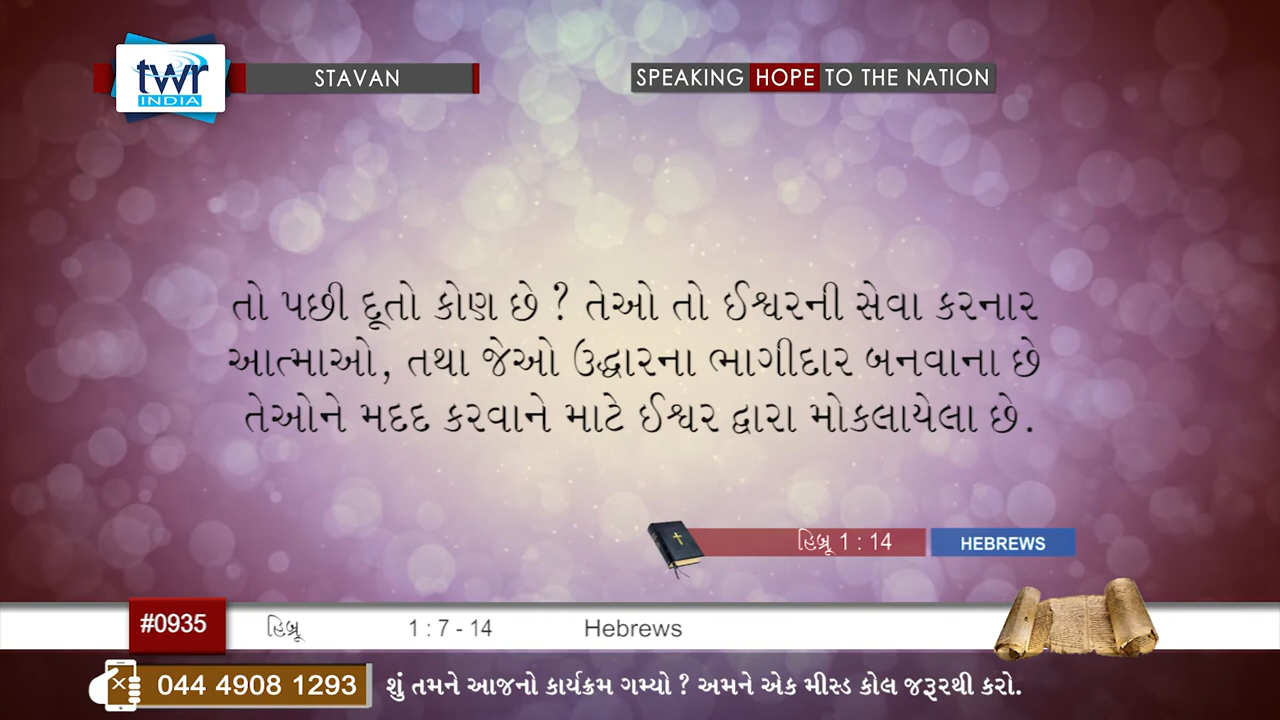 twr
INDIA
STAVAN
SPEAKING HOPE TO THE NATION
તો પછી દૂતો કોણ છે ? તેઓ તો ઈશ્વરની સેવા કરનાર
આત્માઓ, તથા જેઓ ઉદ્ધારના ભાગીદાર બનવાના છે
તેઓને મદદ કરવાને માટે ઈશ્વર દ્વારા મોકલાયેલા છે.
હિબ્રૂ 1 : 14 HEBREWS
#0935 હિબ્રૂ 1 : 7 - 14 Hebrews
044 4908 1293 શું તમને આજનો કાર્યક્રમ ગમ્યો ? અમને એક મીસ્ડ કોલ જરૂરથી કરો.